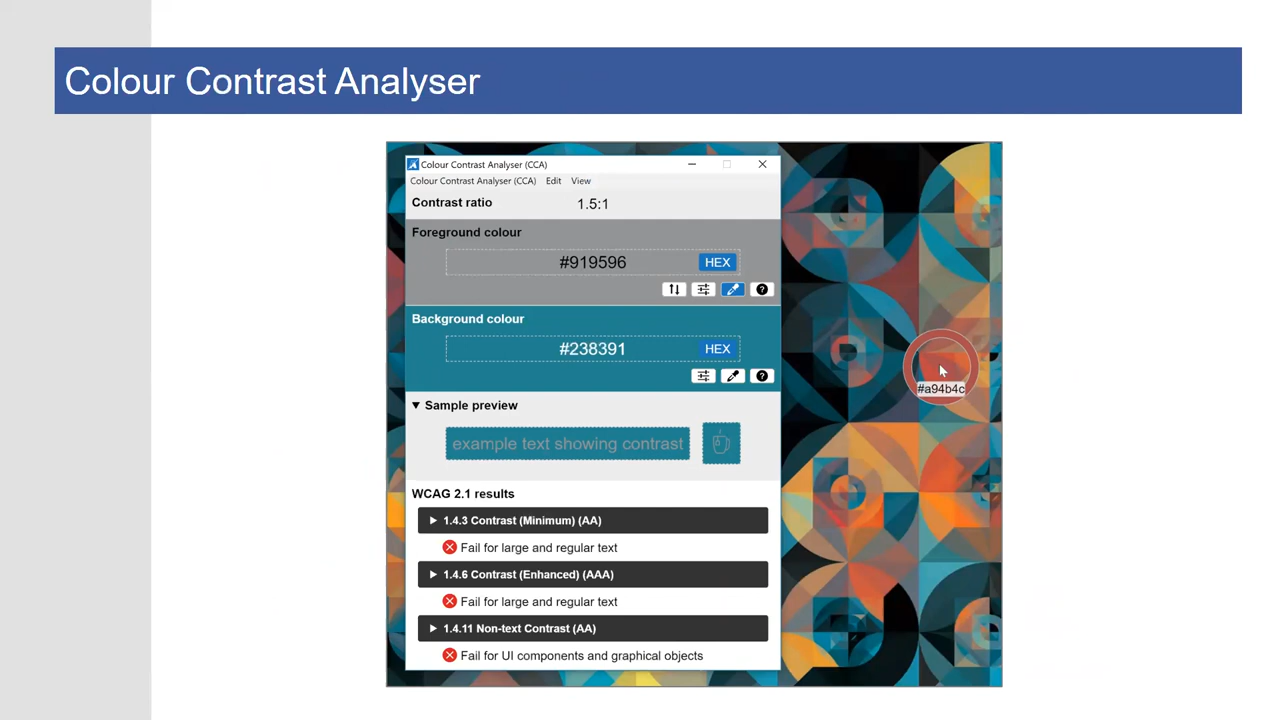 Colour Contrast Analyser
Colour Contrast Analyser (CCA)
Colour Contrast Analyser (CCA) Edit View
Contrast ratio 1.5:1
Foreground colour
#919596 HEX
Background colour
#238391 HEX
#a94b4c
Sample preview
example text showing contrast
WCAG 2.1 results
1.4.3 Contrast (Minimum) (AA)
Fail for large and regular text
1.4.6 Contrast (Enhanced) (AAA)
Fail for large and regular text
1.4.11 Non-text Contrast (AA)
Fail for UI components and graphical objects